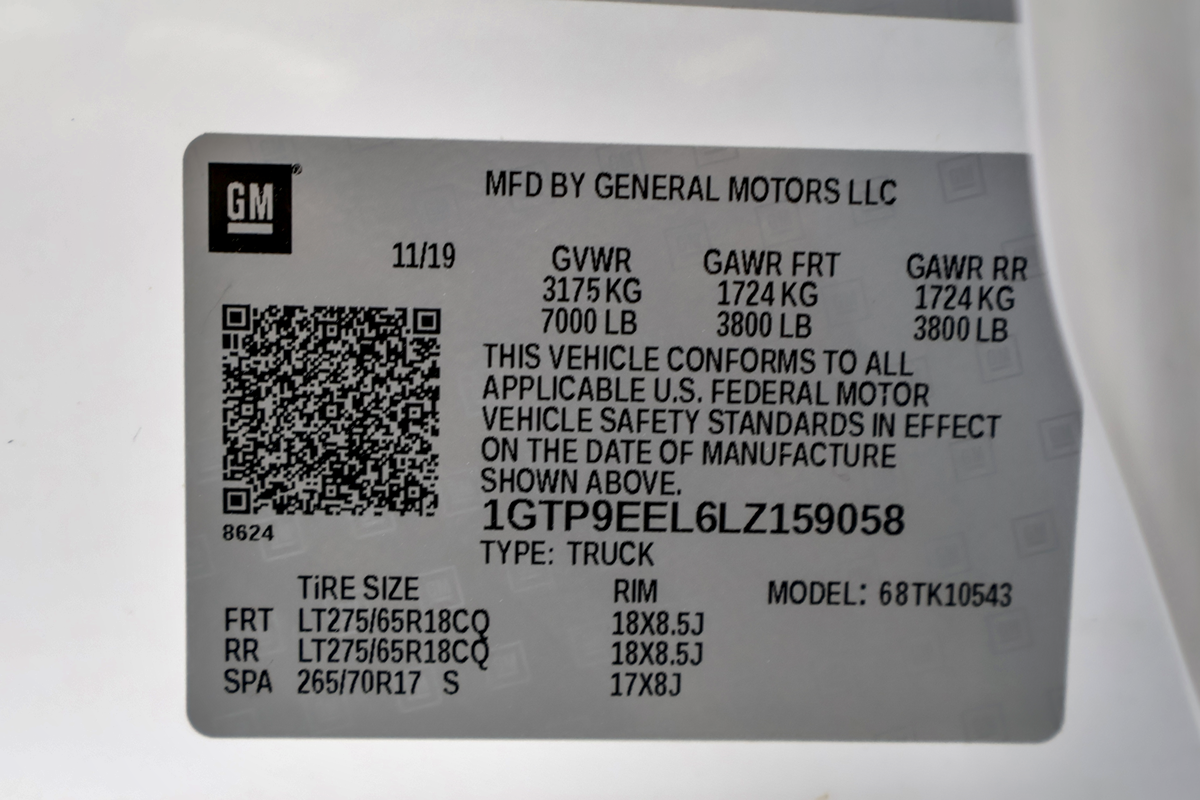 GM®
MFD BY GENERAL MOTORS LLC
11/19 GVWR GAWR FRT GAWR RR
3175 KG 1724 KG 1724 KG
7000 LB 3800 LB 3800 LB
THIS VEHICLE CONFORMS TO ALL
APPLICABLE U.S. FEDERAL MOTOR
VEHICLE SAFETY STANDARDS IN EFFECT
ON THE DATE OF MANUFACTURE
SHOWN ABOVE.
8624
1GTP9EEL6LZ159058
TYPE: TRUCK
TiRE SIZE RIM MODEL: 68TK10543
FRT LT275/65R18CQ 18X8.5J
RR LT275/65R18CQ 18X8.5J
SPA 265/70R17 S 17X8J